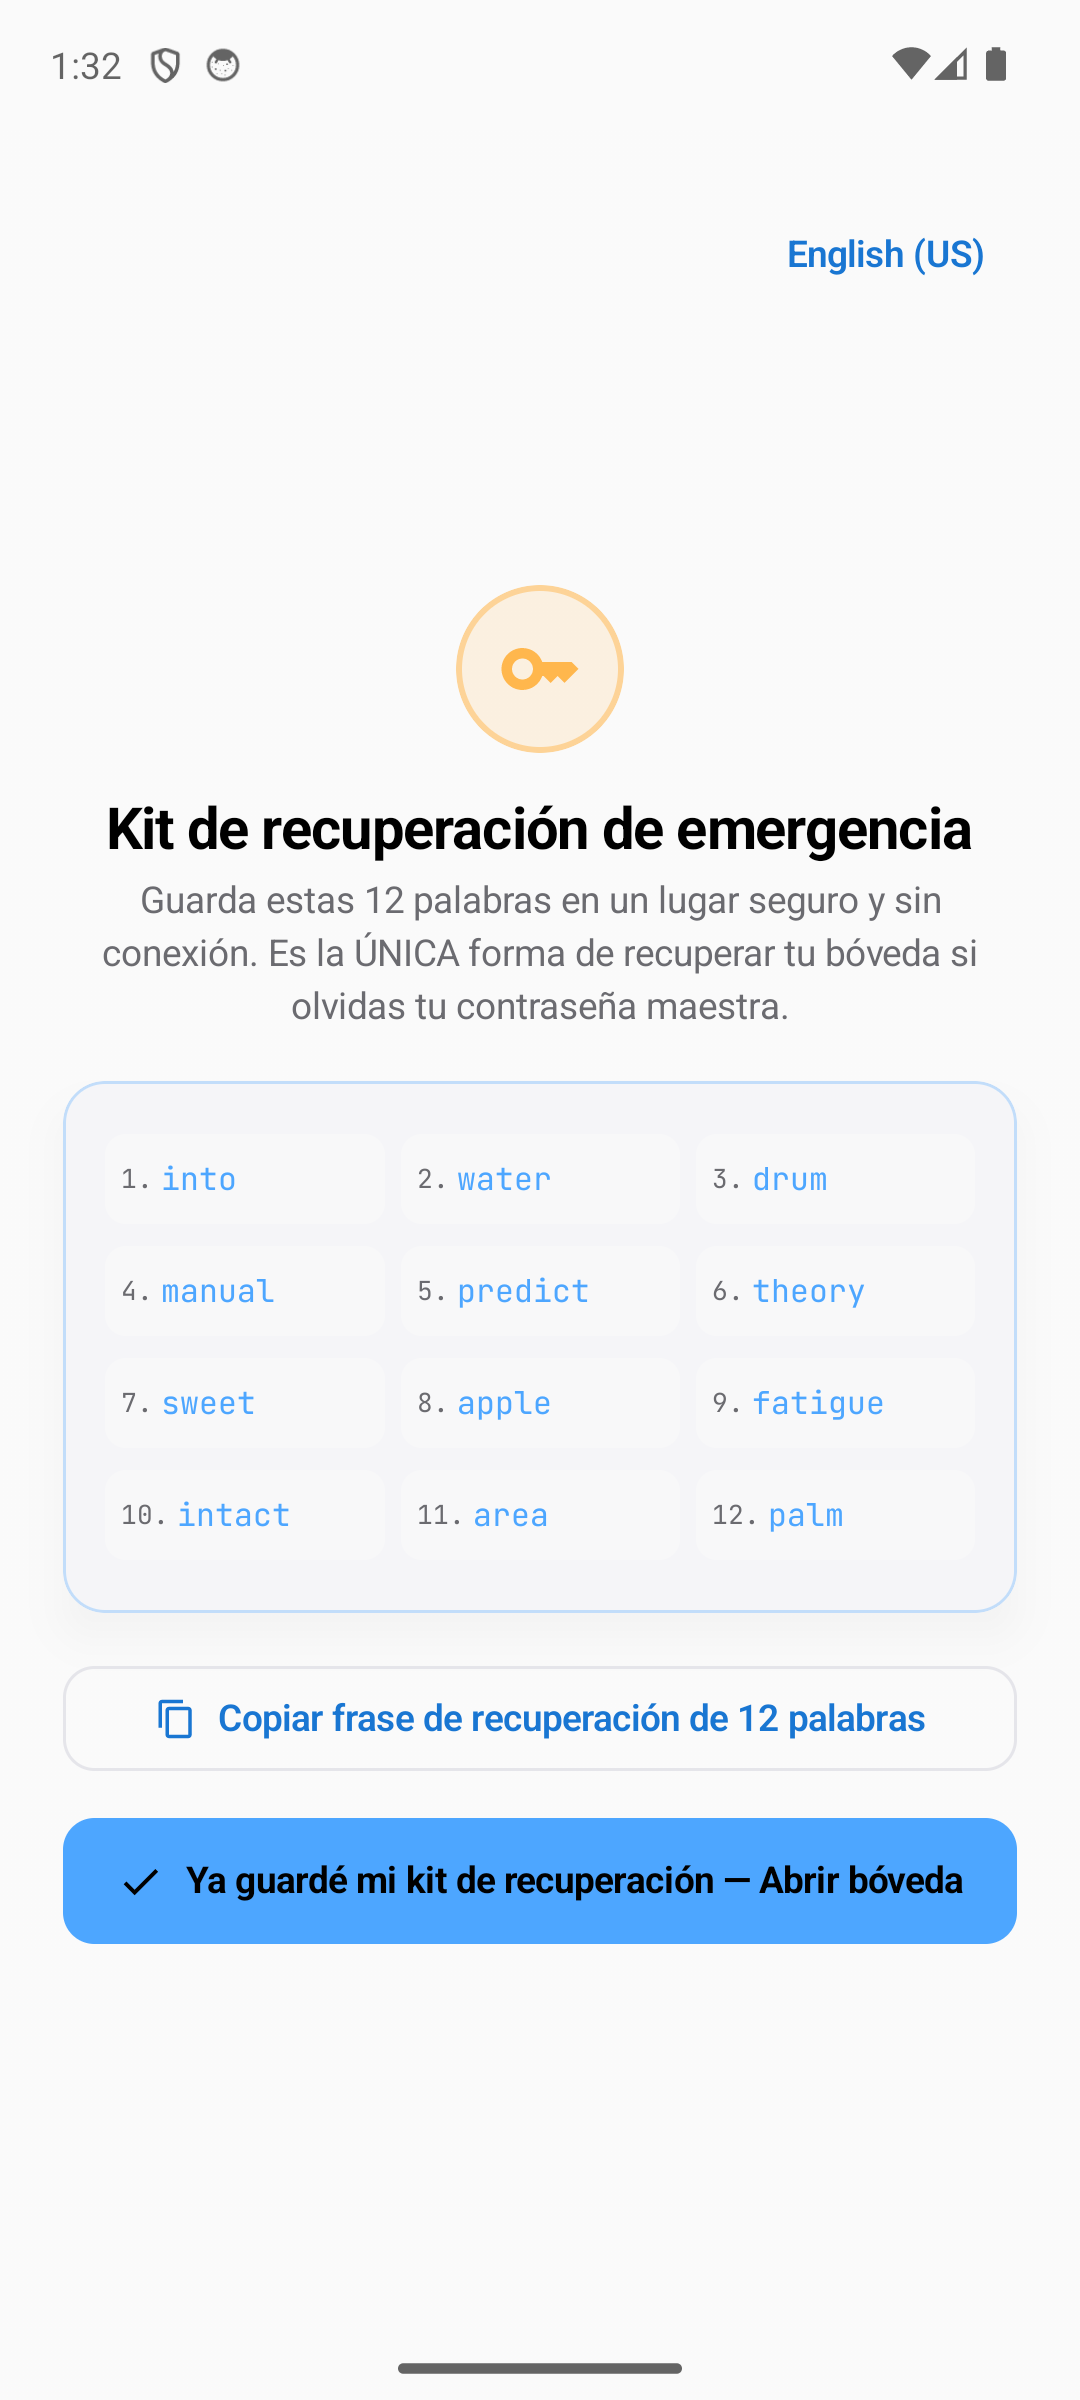 1:32
English (US)
Kit de recuperación de emergencia
Guarda estas 12 palabras en un lugar seguro y sin
conexión. Es la ÚNICA forma de recuperar tu bóveda si
olvidas tu contraseña maestra.
1. into 2. water 3. drum
4. manual 5. predict 6. theory
7. sweet 8. apple 9. fatigue
10. intact 11. area 12. palm
Copiar frase de recuperación de 12 palabras
Ya guardé mi kit de recuperación — Abrir bóveda